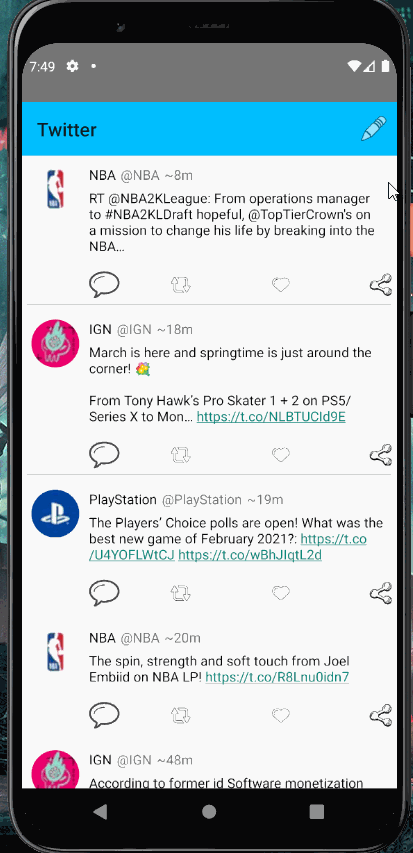 7:49
Twitter
NBA @NBA ~8m
RT @NBA2KLeague: From operations manager
to #NBA2KLDraft hopeful, @TopTierCrown's on
a mission to change his life by breaking into the
NBA…
IGN @IGN ~18m
March is here and springtime is just around the
corner! 💐
From Tony Hawk's Pro Skater 1 + 2 on PS5/
Series X to Mon… https://t.co/NLBTUCId9E
PlayStation @PlayStation ~19m
The Players' Choice polls are open! What was the
best new game of February 2021?: https://t.co
/U4YOFLWtCJ https://t.co/wBhJIqtL2d
NBA @NBA ~20m
The spin, strength and soft touch from Joel
Embiid on NBA LP! https://t.co/R8Lnu0idn7
IGN @IGN ~48m
According to former id Software monetization